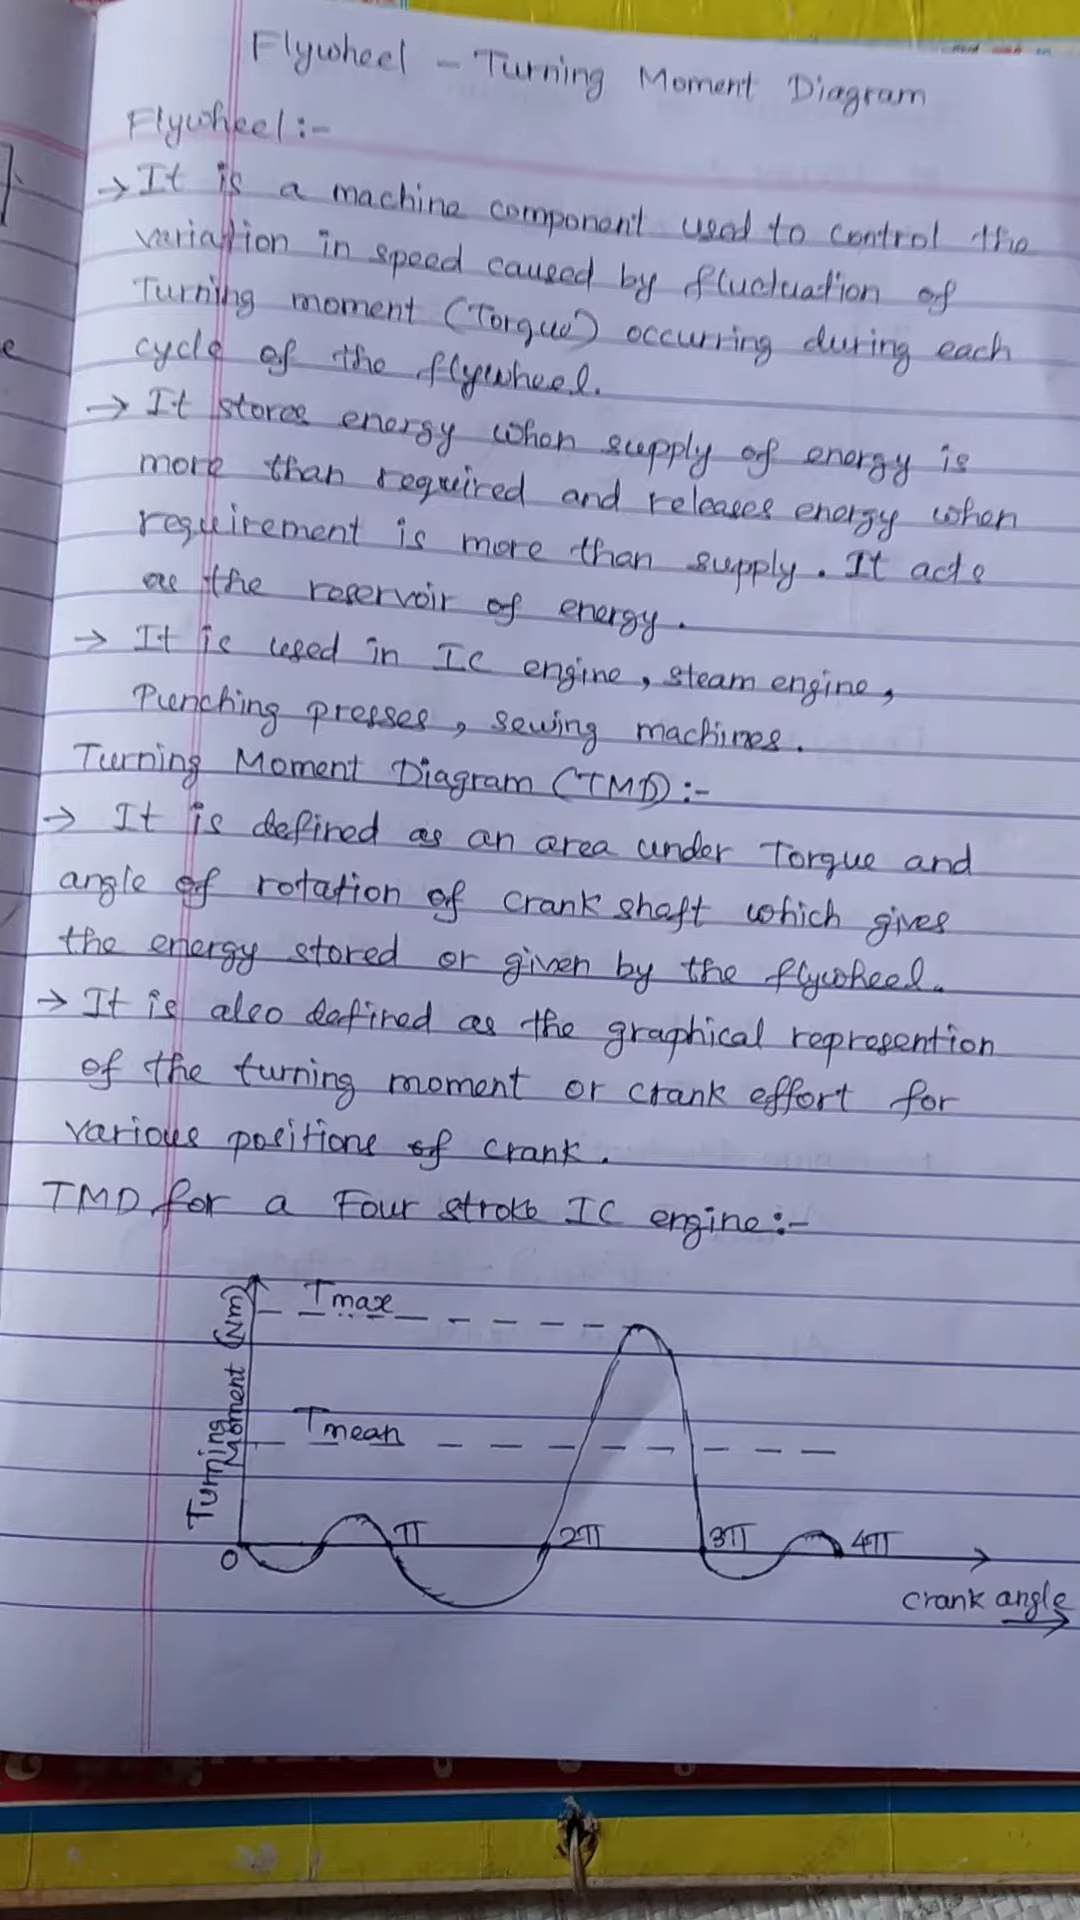 Flywheel - Turning Moment Diagram
Flywheel :-
→ It is a machine component used to control the
variation in speed caused by fluctuation of
Turning moment (Torque) occurring during each
cycle of the flywheel.
→ It stores energy when supply of energy is
more than required and releases energy when
requirement is more than supply. It acts
as the reservoir of energy.
→ It is used in IC engine, steam engine,
Punching presses, sewing machines.
Turning Moment Diagram (TMD) :-
→ It is defined as an area under Torque and
angle of rotation of crank shaft which gives
the energy stored or given by the flywheel.
→ It is also defined as the graphical represention
of the turning moment or crank effort for
various positions of crank.
TMD for a Four stroke IC engine :-
Tmax
Turning
Moment (Nm)
Tmean
0
π
2π
3π
4π
crank angle